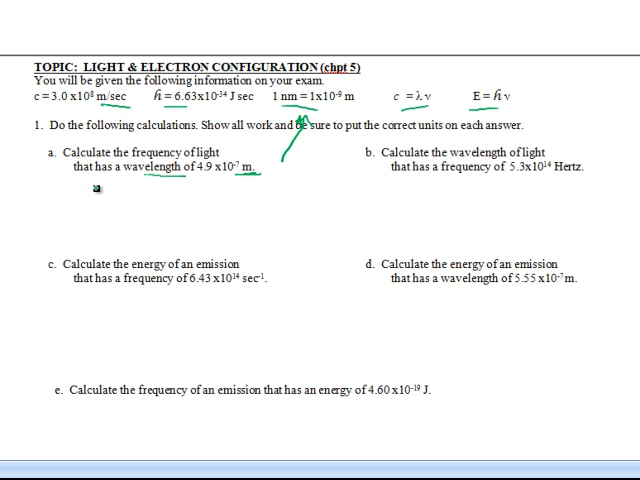 TOPIC: LIGHT & ELECTRON CONFIGURATION (chpt 5)
You will be given the following information on your exam.
c = 3.0 x10⁸ m/sec ℏ = 6.63x10⁻³⁴ J sec 1 nm = 1x10⁻⁹ m c = λ ν E = ℏ ν
1. Do the following calculations. Show all work and be sure to put the correct units on each answer.
a. Calculate the frequency of light
that has a wavelength of 4.9 x10⁻⁷ m.
b. Calculate the wavelength of light
that has a frequency of 5.3x10¹⁴ Hertz.
c. Calculate the energy of an emission
that has a frequency of 6.43 x10¹⁴ sec⁻¹.
d. Calculate the energy of an emission
that has a wavelength of 5.55 x10⁻⁷m.
e. Calculate the frequency of an emission that has an energy of 4.60 x10⁻¹⁹ J.